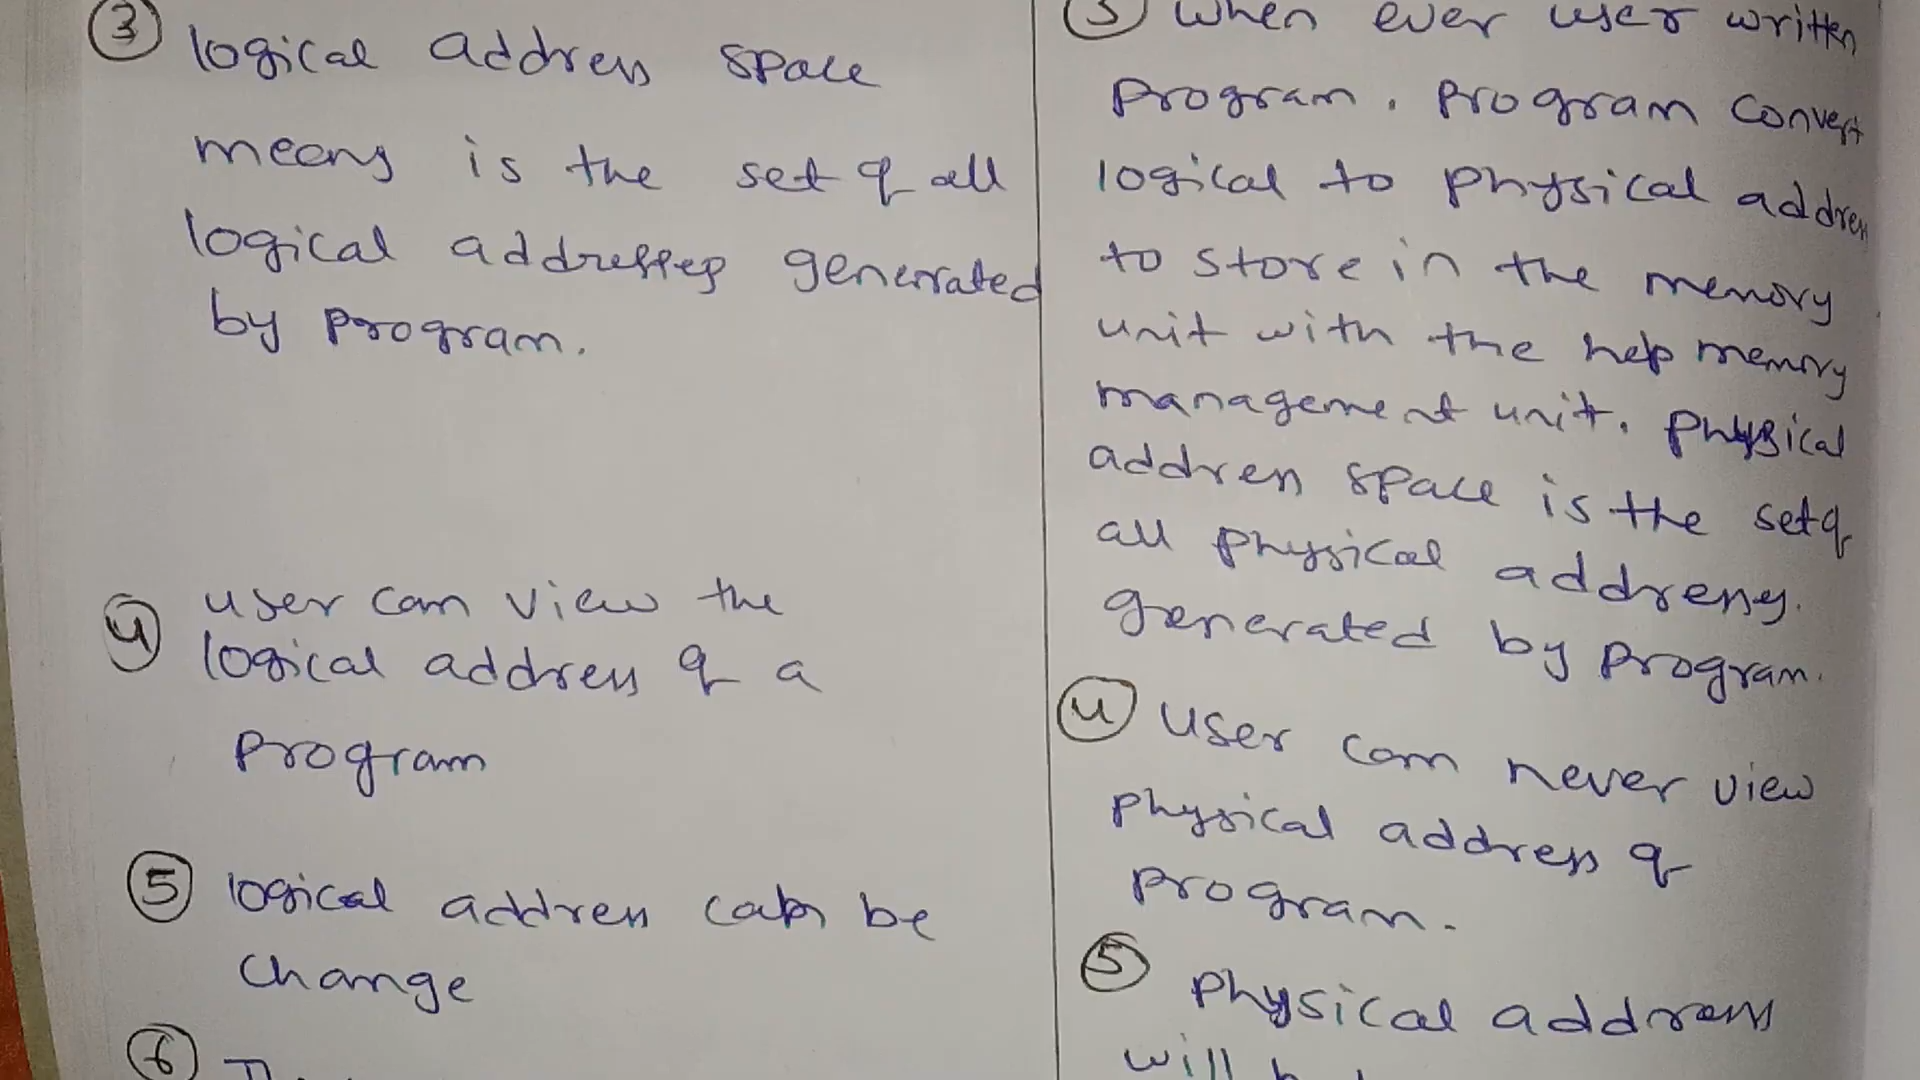 ③ logical address space
means is the set of all
logical addresses generated
by program.
④ user can view the
logical address of a
program
⑤ logical address can be
change
⑥
③ when ever user written
program. program convert
logical to physical address
to store in the memory
unit with the help memory
management unit. physical
address space is the set of
all physical address.
generated by program.
④ user can never view
physical address of
program.
⑤ physical address
will